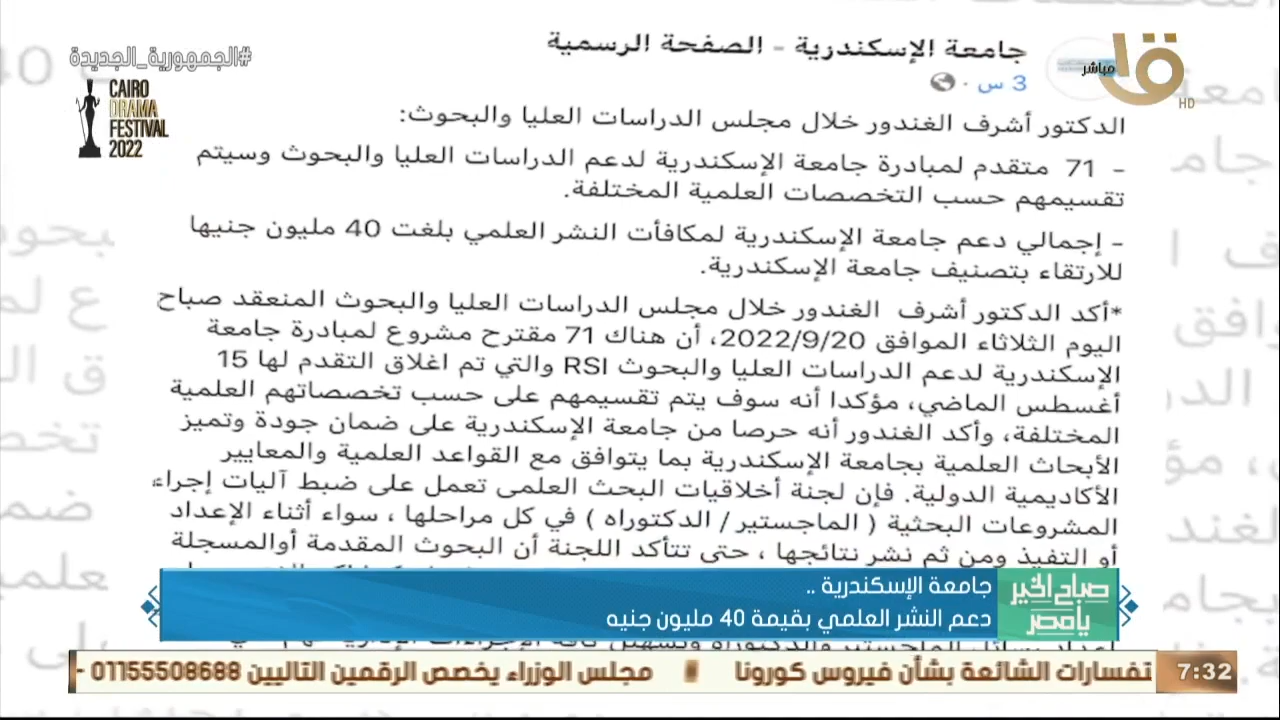 #الجمهورية_الجديدة
CAIRO
DRAMA
FESTIVAL
2022
مباشر
HD
جامعة الإسكندرية - الصفحة الرسمية
3 س ·
الدكتور أشرف الغندور خلال مجلس الدراسات العليا والبحوث:
- 71 متقدم لمبادرة جامعة الإسكندرية لدعم الدراسات العليا والبحوث وسيتم
تقسيمهم حسب التخصصات العلمية المختلفة.
- إجمالي دعم جامعة الإسكندرية لمكافأت النشر العلمي بلغت 40 مليون جنيها
للارتقاء بتصنيف جامعة الإسكندرية.
*أكد الدكتور أشرف الغندور خلال مجلس الدراسات العليا والبحوث المنعقد صباح
اليوم الثلاثاء الموافق 2022/9/20، أن هناك 71 مقترح مشروع لمبادرة جامعة
الإسكندرية لدعم الدراسات العليا والبحوث RSI والتي تم اغلاق التقدم لها 15
أغسطس الماضي، مؤكدا أنه سوف يتم تقسيمهم على حسب تخصصاتهم العلمية
المختلفة، وأكد الغندور أنه حرصا من جامعة الإسكندرية على ضمان جودة وتميز
الأبحاث العلمية بجامعة الإسكندرية بما يتوافق مع القواعد العلمية والمعايير
الأكاديمية الدولية. فإن لجنة أخلاقيات البحث العلمى تعمل على ضبط آليات إجراء
المشروعات البحثية ( الماجستير / الدكتوراه ) في كل مراحلها ، سواء أثناء الإعداد
أو التفيذ ومن ثم نشر نتائجها ، حتى تتأكد اللجنة أن البحوث المقدمة أوالمسجلة
صباح الخير
يا مصر
جامعة الإسكندرية ..
دعم النشر العلمي بقيمة 40 مليون جنيه
تفسارات الشائعة بشأن فيروس كورونا مجلس الوزراء يخصص الرقمين التاليين 01155508688 -
7:32